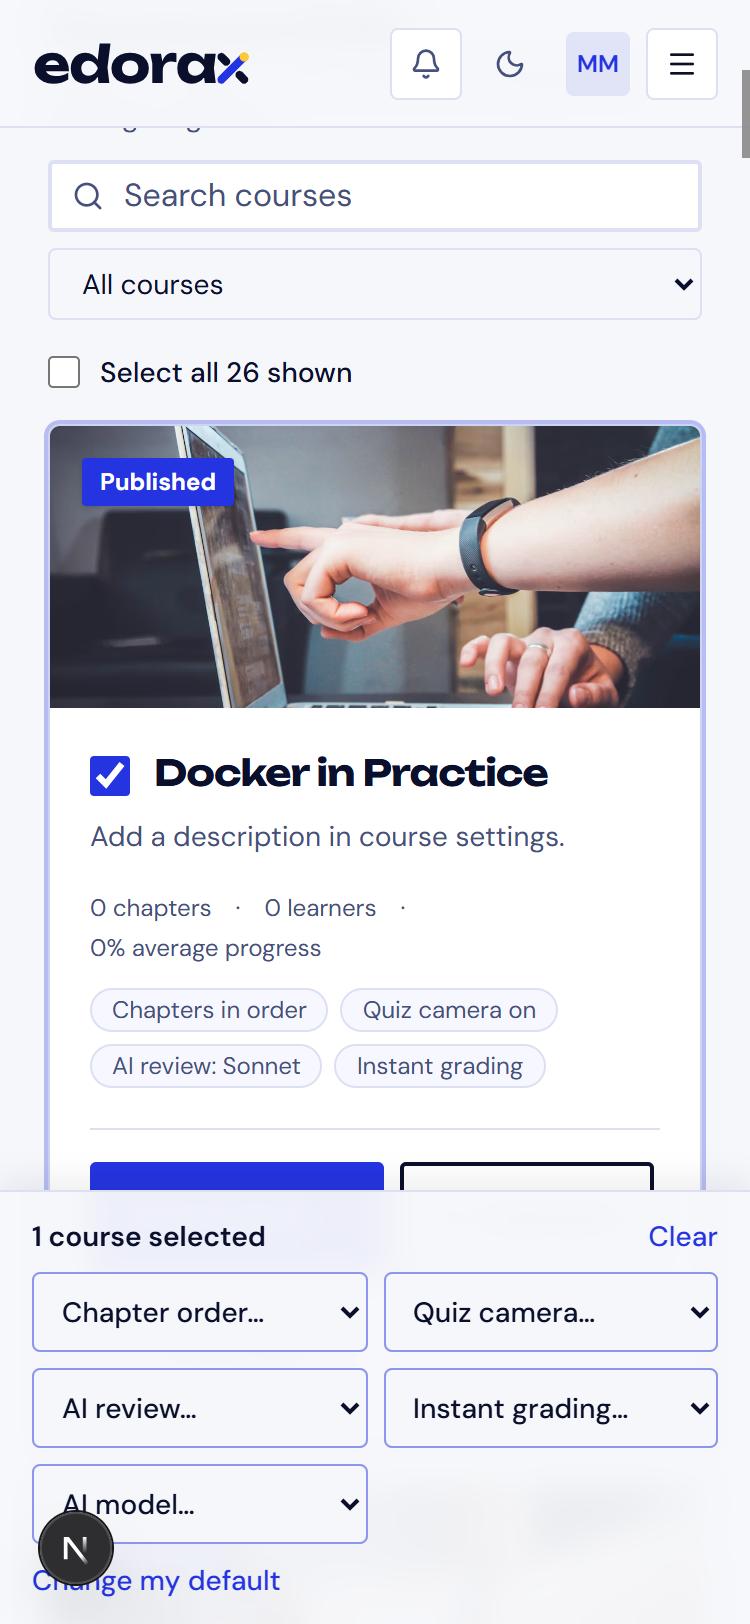 edorax
MM
Search courses
All courses
Select all 26 shown
Published
Docker in Practice
Add a description in course settings.
0 chapters · 0 learners ·
0% average progress
Chapters in order
Quiz camera on
AI review: Sonnet
Instant grading
1 course selected
Clear
Chapter order...
Quiz camera...
AI review...
Instant grading...
AI model...
N
Change my default